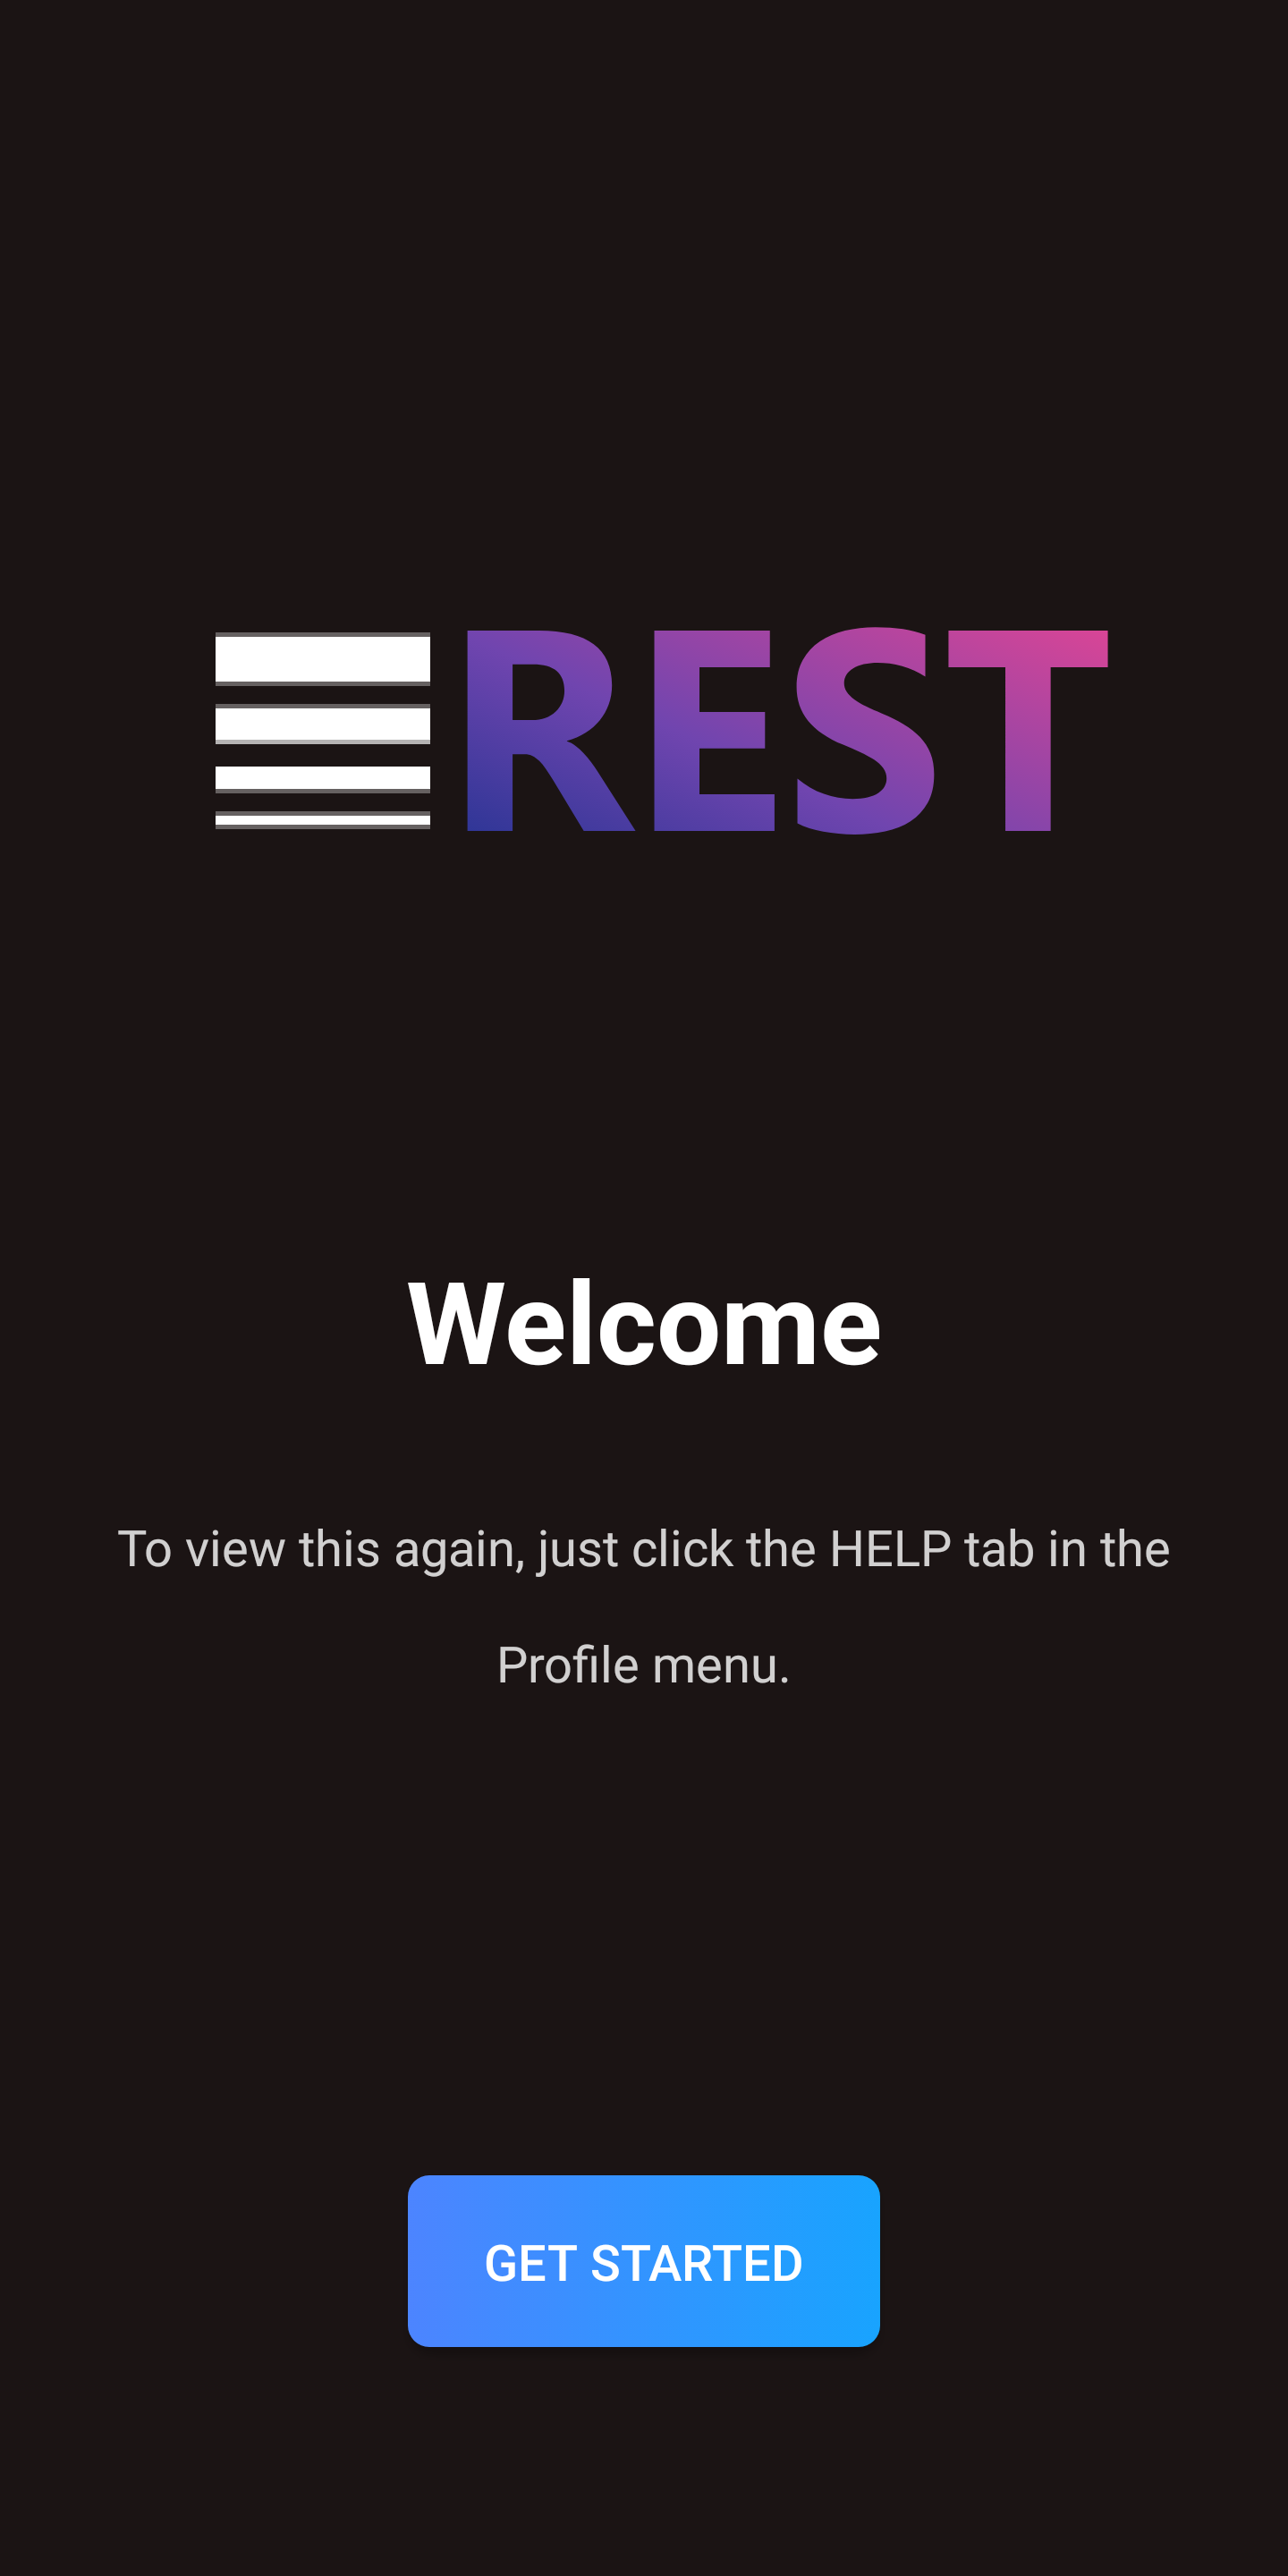 REST
Welcome
To view this again, just click the HELP tab in the
Profile menu.
GET STARTED